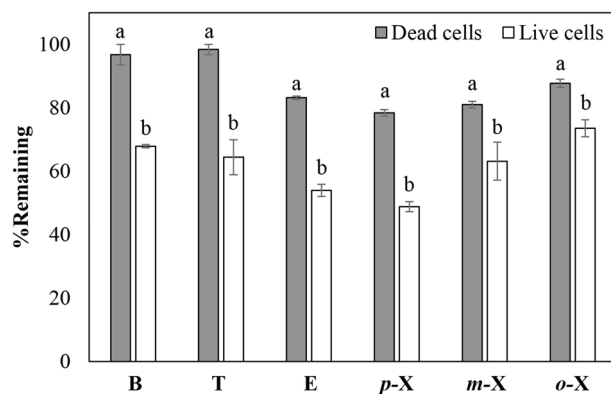 Dead cells Live cells
%Remaining
100
80
60
40
20
0
a a a a a a
b b b b b b
B T E p-X m-X o-X